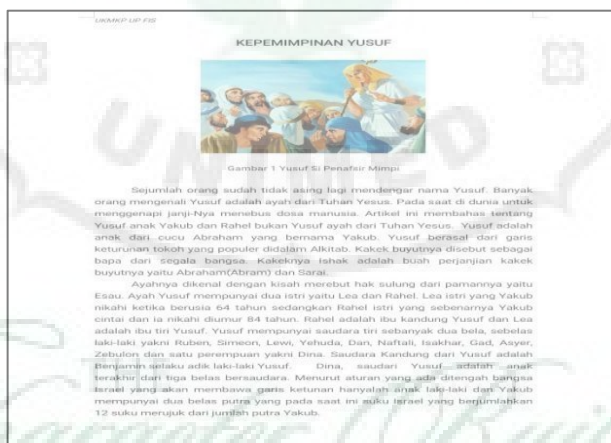 UKMKP UP FIS
KEPEMIMPINAN YUSUF
UNIMED
Gambar 1 Yusuf Si Penafsir Mimpi
Sejumlah orang sudah tidak asing lagi mendengar nama Yusuf. Banyak
orang mengenali Yusuf adalah ayah dari Tuhan Yesus. Pada saat di dunia untuk
menggenapi janji-Nya menebus dosa manusia. Artikel ini membahas tentang
Yusuf anak Yakub dan Rahel bukan Yusuf ayah dari Tuhan Yesus. Yusuf adalah
anak dari cucu Abraham yang bernama Yakub. Yusuf berasal dari garis
keturunan tokoh yang populer didalam Alkitab. Kakek buyutnya disebut sebagai
bapa dari segala bangsa. Kakeknya Ishak adalah buah perjanjian kakek
buyutnya yaitu Abraham(Abram) dan Sarai.
Ayahnya dikenal dengan kisah merebut hak sulung dari pamannya yaitu
Esau. Ayah Yusuf mempunyai dua istri yaitu Lea dan Rahel. Lea istri yang Yakub
nikahi ketika berusia 64 tahun sedangkan Rahel istri yang sebenarnya Yakub
cintai dan ia nikahi diumur 84 tahun. Rahel adalah ibu kandung Yusuf dan Lea
adalah ibu tiri Yusuf. Yusuf mempunyai saudara tiri sebanyak dua bela, sebelas
laki-laki yakni Ruben, Simeon, Lewi, Yehuda, Dan, Naftali, Isakhar, Gad, Asyer,
Zebulon dan satu perempuan yakni Dina. Saudara Kandung dari Yusuf adalah
Benjamin selaku adik laki-laki Yusuf. Dina, saudari Yusuf adalah anak
terakhir dari tiga belas bersaudara. Menurut aturan yang ada ditengah bangsa
Israel yang akan membava garis ketunan hanyalah anak laki-laki dan Yakub
mempunyai dua belas putra yang pada saat ini suku Israel yang berjumlahkan
12 suku merujuk dari jumlah putra Yakub.